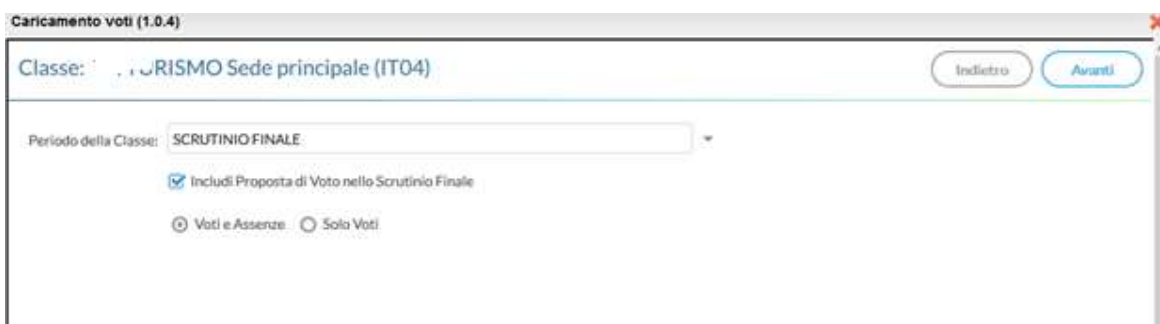 Caricamento voti (1.0.4)
Classe: TURISMO Sede principale (IT04)
Indietro
Avanti
Periodo della Classe: SCRUTINIO FINALE
Includi Proposta di Voto nello Scrutinio Finale
Voti e Assenze Solo Voti